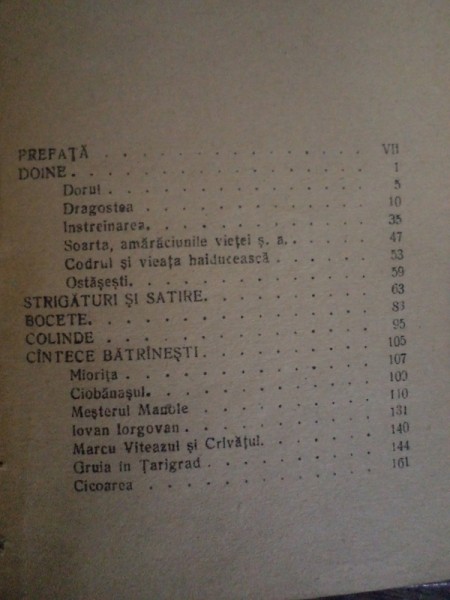 PREFAȚĂ . . . . . . . . . . . . . VII
DOINE. . . . . . . . . . . . . . 1
Dorul . . . . . . . . . . . . . 5
Dragostea . . . . . . . . . . . . 10
Instreinarea. . . . . . . . . . . . 35
Soarta, amărăciunile vieței ș. a. . . . . . . 47
Codrul și vieața haiducească . . . . . . . 53
Ostășești. . . . . . . . . . . . . 59
STRIGĂTURI ȘI SATIRE. . . . . . . . . 63
BOCETE. . . . . . . . . . . . . . 83
COLINDE . . . . . . . . . . . . . 95
CÎNTECE BĂTRÎNEȘTI . . . . . . . . . 105
Miorița . . . . . . . . . . . . . 107
Ciobănașul. . . . . . . . . . . . 109
Meșterul Manole . . . . . . . . . . 110
Iovan Iorgovan . . . . . . . . . . 131
Marcu Viteazul și Crivățul. . . . . . . 140
Gruia în Țarigrad . . . . . . . . . 144
Cicoarea . . . . . . . . . . . . 161